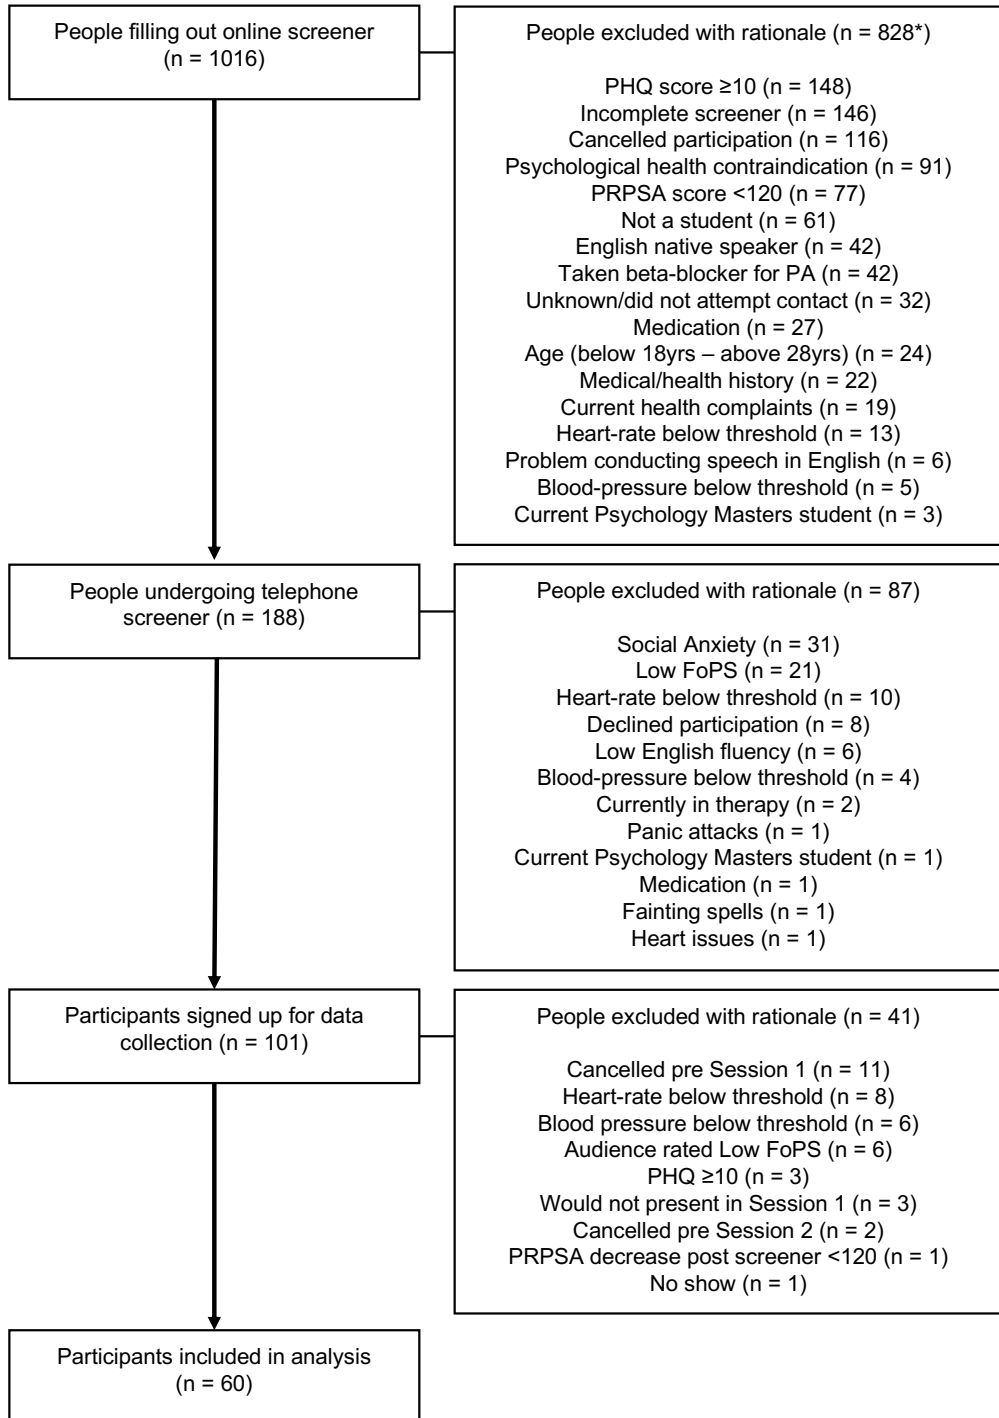 People filling out online screener
(n = 1016)
People excluded with rationale (n = 828*)
PHQ score ≥10 (n = 148)
Incomplete screener (n = 146)
Cancelled participation (n = 116)
Psychological health contraindication (n = 91)
PRPSA score <120 (n = 77)
Not a student (n = 61)
English native speaker (n = 42)
Taken beta-blocker for PA (n = 42)
Unknown/did not attempt contact (n = 32)
Medication (n = 27)
Age (below 18yrs – above 28yrs) (n = 24)
Medical/health history (n = 22)
Current health complaints (n = 19)
Heart-rate below threshold (n = 13)
Problem conducting speech in English (n = 6)
Blood-pressure below threshold (n = 5)
Current Psychology Masters student (n = 3)
People undergoing telephone
screener (n = 188)
People excluded with rationale (n = 87)
Social Anxiety (n = 31)
Low FoPS (n = 21)
Heart-rate below threshold (n = 10)
Declined participation (n = 8)
Low English fluency (n = 6)
Blood-pressure below threshold (n = 4)
Currently in therapy (n = 2)
Panic attacks (n = 1)
Current Psychology Masters student (n = 1)
Medication (n = 1)
Fainting spells (n = 1)
Heart issues (n = 1)
Participants signed up for data
collection (n = 101)
People excluded with rationale (n = 41)
Cancelled pre Session 1 (n = 11)
Heart-rate below threshold (n = 8)
Blood pressure below threshold (n = 6)
Audience rated Low FoPS (n = 6)
PHQ ≥10 (n = 3)
Would not present in Session 1 (n = 3)
Cancelled pre Session 2 (n = 2)
PRPSA decrease post screener <120 (n = 1)
No show (n = 1)
Participants included in analysis
(n = 60)